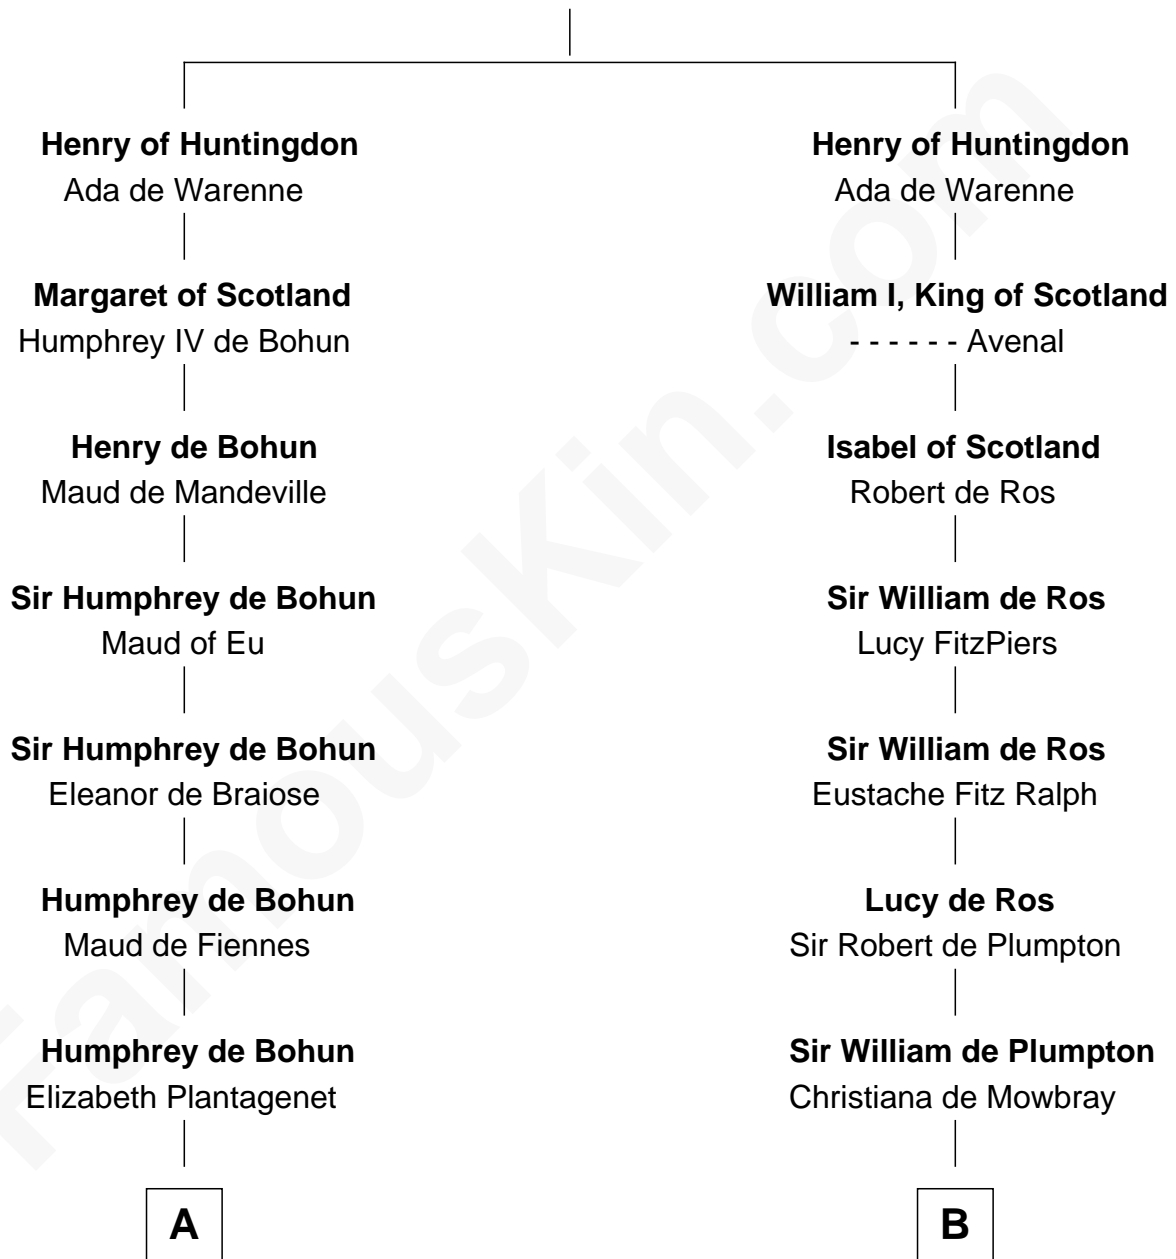 Henry of Huntingdon
Ada de Warenne
Margaret of Scotland
Humphrey IV de Bohun
Henry de Bohun
Maud de Mandeville
Sir Humphrey de Bohun
Maud of Eu
Sir Humphrey de Bohun
Eleanor de Braiose
Humphrey de Bohun
Maud de Fiennes
Humphrey de Bohun
Elizabeth Plantagenet
A
Henry of Huntingdon
Ada de Warenne
William I, King of Scotland
- - - - - - Avenal
Isabel of Scotland
Robert de Ros
Sir William de Ros
Lucy FitzPiers
Sir William de Ros
Eustache Fitz Ralph
Lucy de Ros
Sir Robert de Plumpton
Sir William de Plumpton
Christiana de Mowbray
B
FamousKin.com